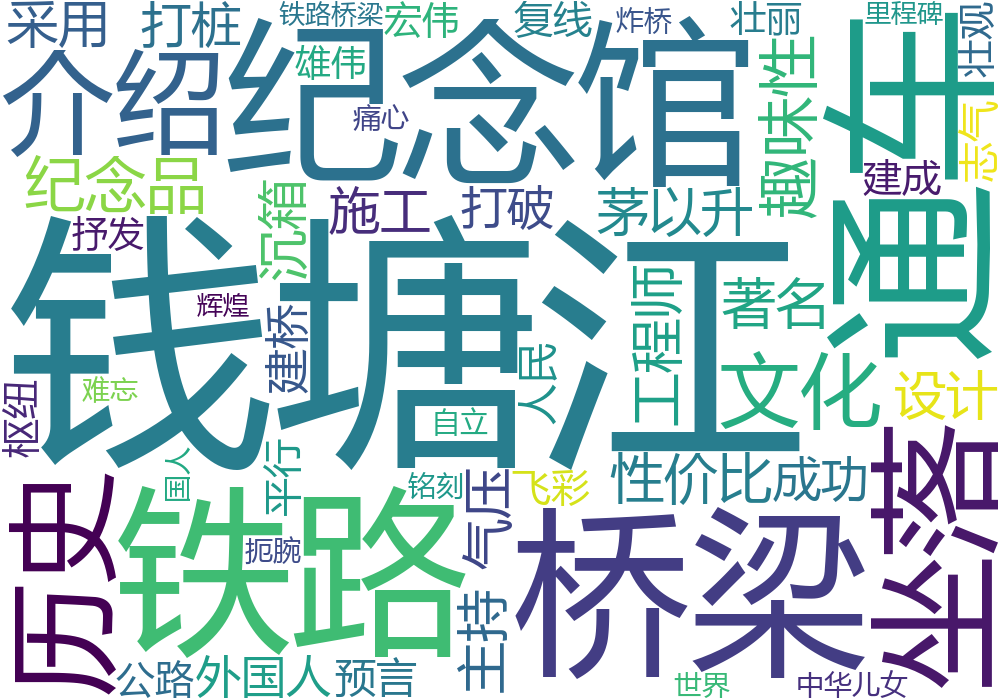 采用
打桩
铁路桥梁
宏伟
复线
炸桥
壮丽
里程碑
壮观
介绍
纪念馆
雄伟
痛心
趣味性
通车
志气
纪念品
抒发
沉箱
施工
打破
茅以升
建成
钱塘江
辉煌
建桥
人民
工程师
著名
文化
设计
枢纽
难忘
自立
国人
平行
铭刻
气压
飞彩
性价比
成功
坐落
历史
铁路
扼腕
桥梁
主持
公路
外国人
预言
世界
中华儿女